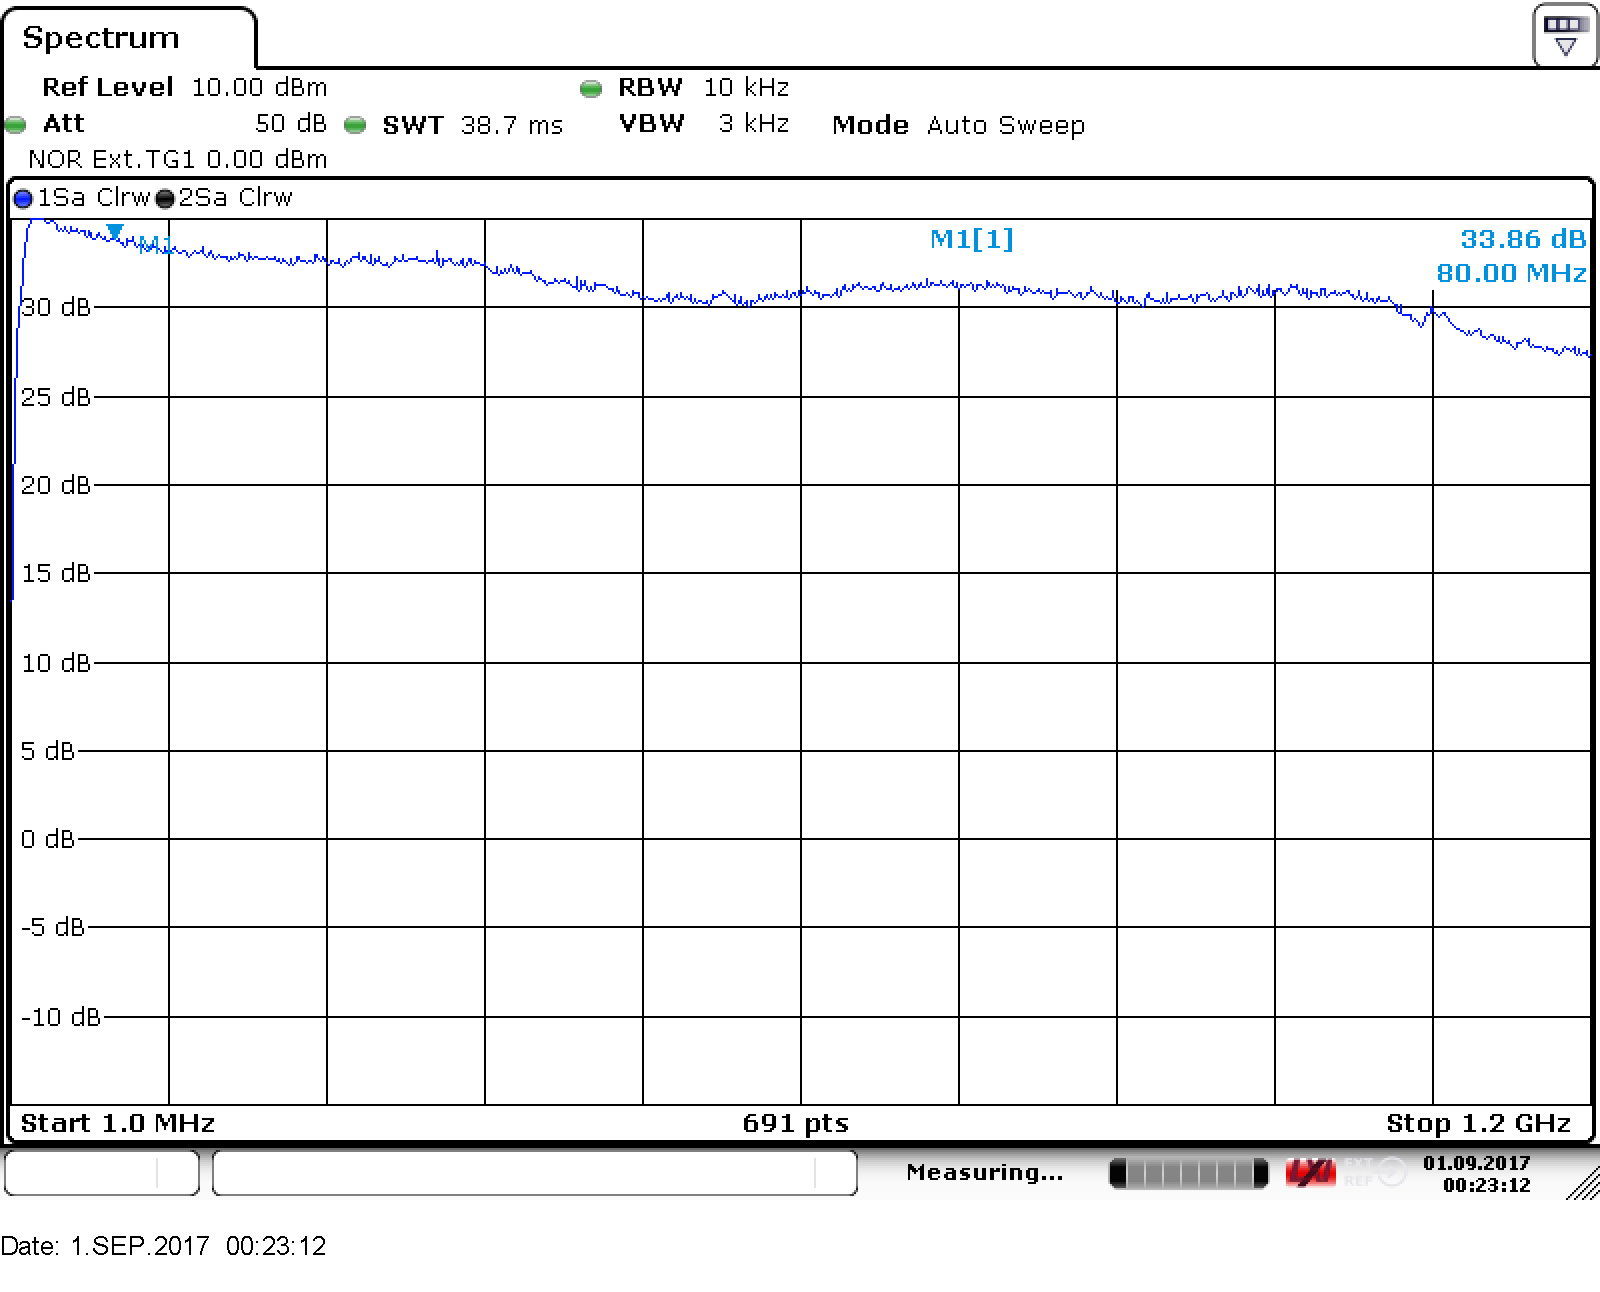 Spectrum
Ref Level 10.00 dBm RBW 10 kHz
Att 50 dB SWT 38.7 ms VBW 3 kHz Mode Auto Sweep
NOR Ext.TG1 0.00 dBm
1Sa Clrw 2Sa Clrw
M1 M1[1] 33.86 dB
80.00 MHz
30 dB
25 dB
20 dB
15 dB
10 dB
5 dB
0 dB
-5 dB
-10 dB
Start 1.0 MHz 691 pts Stop 1.2 GHz
Measuring... LXI EXT REF 01.09.2017
00:23:12
Date: 1.SEP.2017 00:23:12